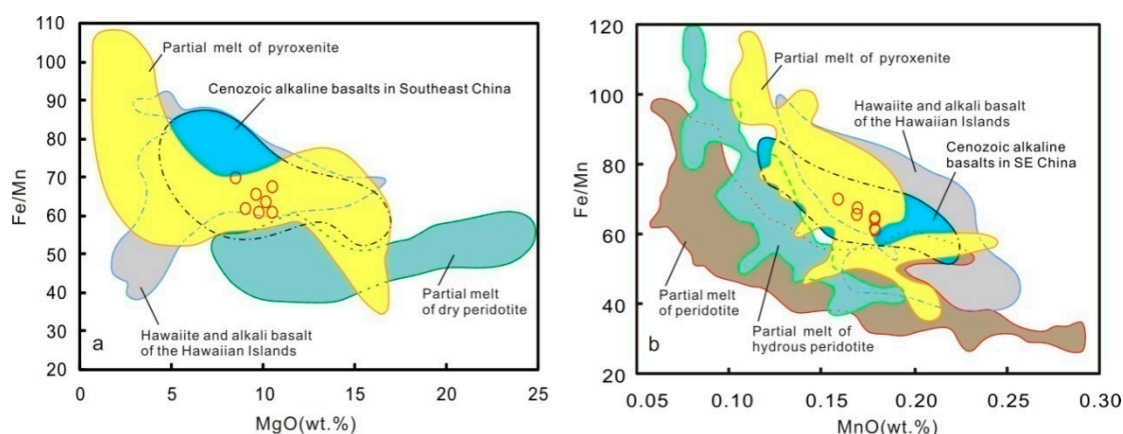 110
100
90
80
70
60
50
40
30
20
Fe/Mn
Partial melt of pyroxenite
Cenozoic alkaline basalts in Southeast China
Hawaiite and alkali basalt
of the Hawaiian Islands
Partial melt
of dry peridotite
a
0
5
10
15
20
25
MgO(wt.%)
120
100
80
60
40
20
Fe/Mn
Partial melt of
pyroxenite
Hawaiite and alkali basalt
of the Hawaiian Islands
Cenozoic alkaline
basalts in SE China
Partial melt
of peridotite
Partial melt of
hydrous peridotite
b
0.05
0.10
0.15
0.20
0.30
MnO(wt.%)